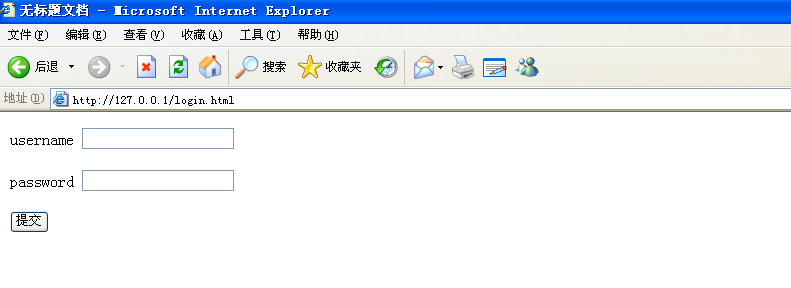 无标题文档 - Microsoft Internet Explorer
文件(F) 编辑(E) 查看(V) 收藏(A) 工具(T) 帮助(H)
后退 搜索 收藏夹
地址(D) http://127.0.0.1/login.html
username
password
提交